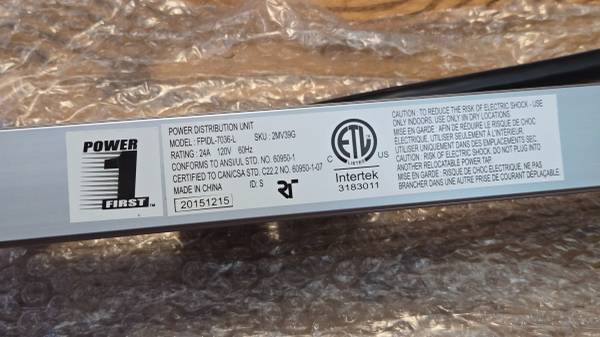 POWER
1
FIRST™
POWER DISTRIBUTION UNIT
MODEL: FPIDL-7036-L SKU : 2MV39G
RATING : 24A 120V 60Hz
CONFORMS TO ANSI/UL STD. NO. 60950-1
CERTIFIED TO CAN/CSA STD. C22.2 NO. 60950-1-07
MADE IN CHINA ID: S
20151215
ETL
LISTED
C US
Intertek
3183011
CAUTION : TO REDUCE THE RISK OF ELECTRIC SHOCK - USE
ONLY INDOORS, USE ONLY IN DRY LOCATIONS.
MISE EN GARDE : AFIN DE RÉDUIRE LE RISQUE DE CHOC
ÉLECTRIQUE, UTILISER SEULEMENT À L'INTÉRIEUR,
UTILISER UNIQUEMENT DANS DES EMPLACEMENTS SEC.
CAUTION : RISK OF ELECTRIC SHOCK. DO NOT PLUG INTO
ANOTHER RELOCATABLE POWER TAP
MISE EN GARDE : RISQUE DE CHOC ÉLECTRIQUE. NE PAS
BRANCHER DANS UNE AUTRE PRISE DE COURANT DÉPLAÇABLE.